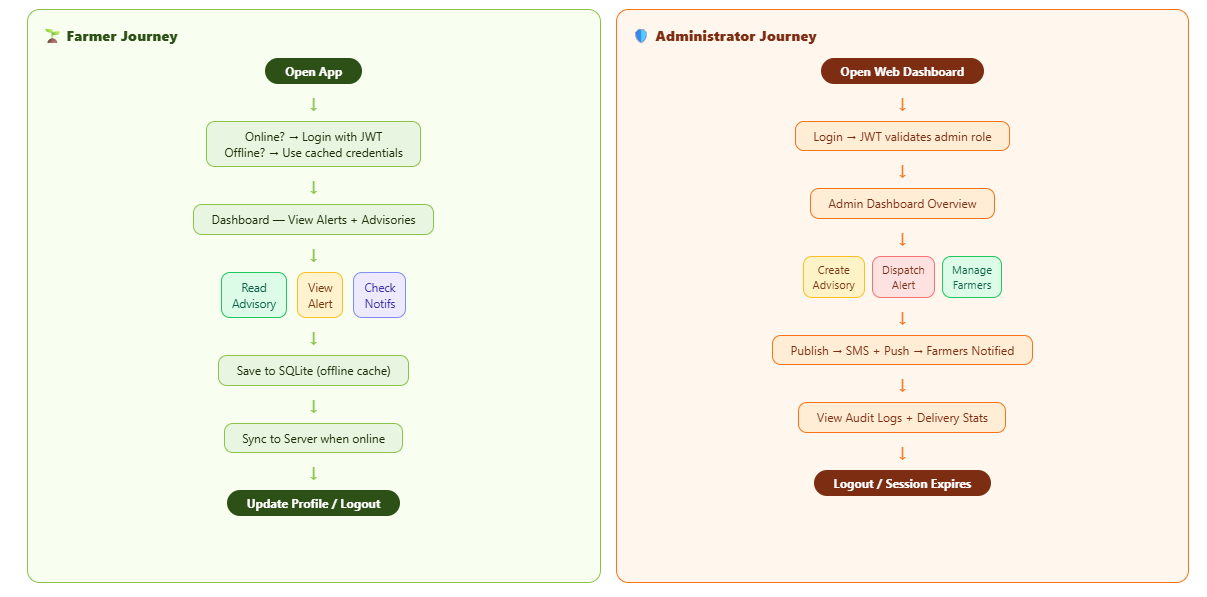 Farmer Journey
Open App
↓
Online? → Login with JWT
Offline? → Use cached credentials
↓
Dashboard — View Alerts + Advisories
↓
Read
Advisory
View
Alert
Check
Notifs
↓
Save to SQLite (offline cache)
↓
Sync to Server when online
↓
Update Profile / Logout
Administrator Journey
Open Web Dashboard
↓
Login → JWT validates admin role
↓
Admin Dashboard Overview
↓
Create
Advisory
Dispatch
Alert
Manage
Farmers
↓
Publish → SMS + Push → Farmers Notified
↓
View Audit Logs + Delivery Stats
↓
Logout / Session Expires